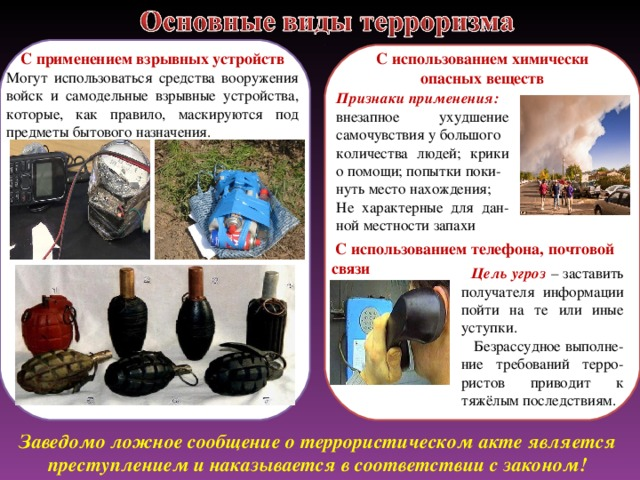 Основные виды терроризма
С применением взрывных устройств
Могут использоваться средства вооружения
войск и самодельные взрывные устройства,
которые, как правило, маскируются под
предметы бытового назначения.
С использованием химически
опасных веществ
Признаки применения:
внезапное ухудшение
самочувствия у большого
количества людей; крики
о помощи; попытки поки-
нуть место нахождения;
Не характерные для дан-
ной местности запахи
С использованием телефона, почтовой
связи
Цель угроз – заставить
получателя информации
пойти на те или иные
уступки.
Безрассудное выполне-
ние требований терро-
ристов приводит к
тяжёлым последствиям.
Заведомо ложное сообщение о террористическом акте является
преступлением и наказывается в соответствии с законом!